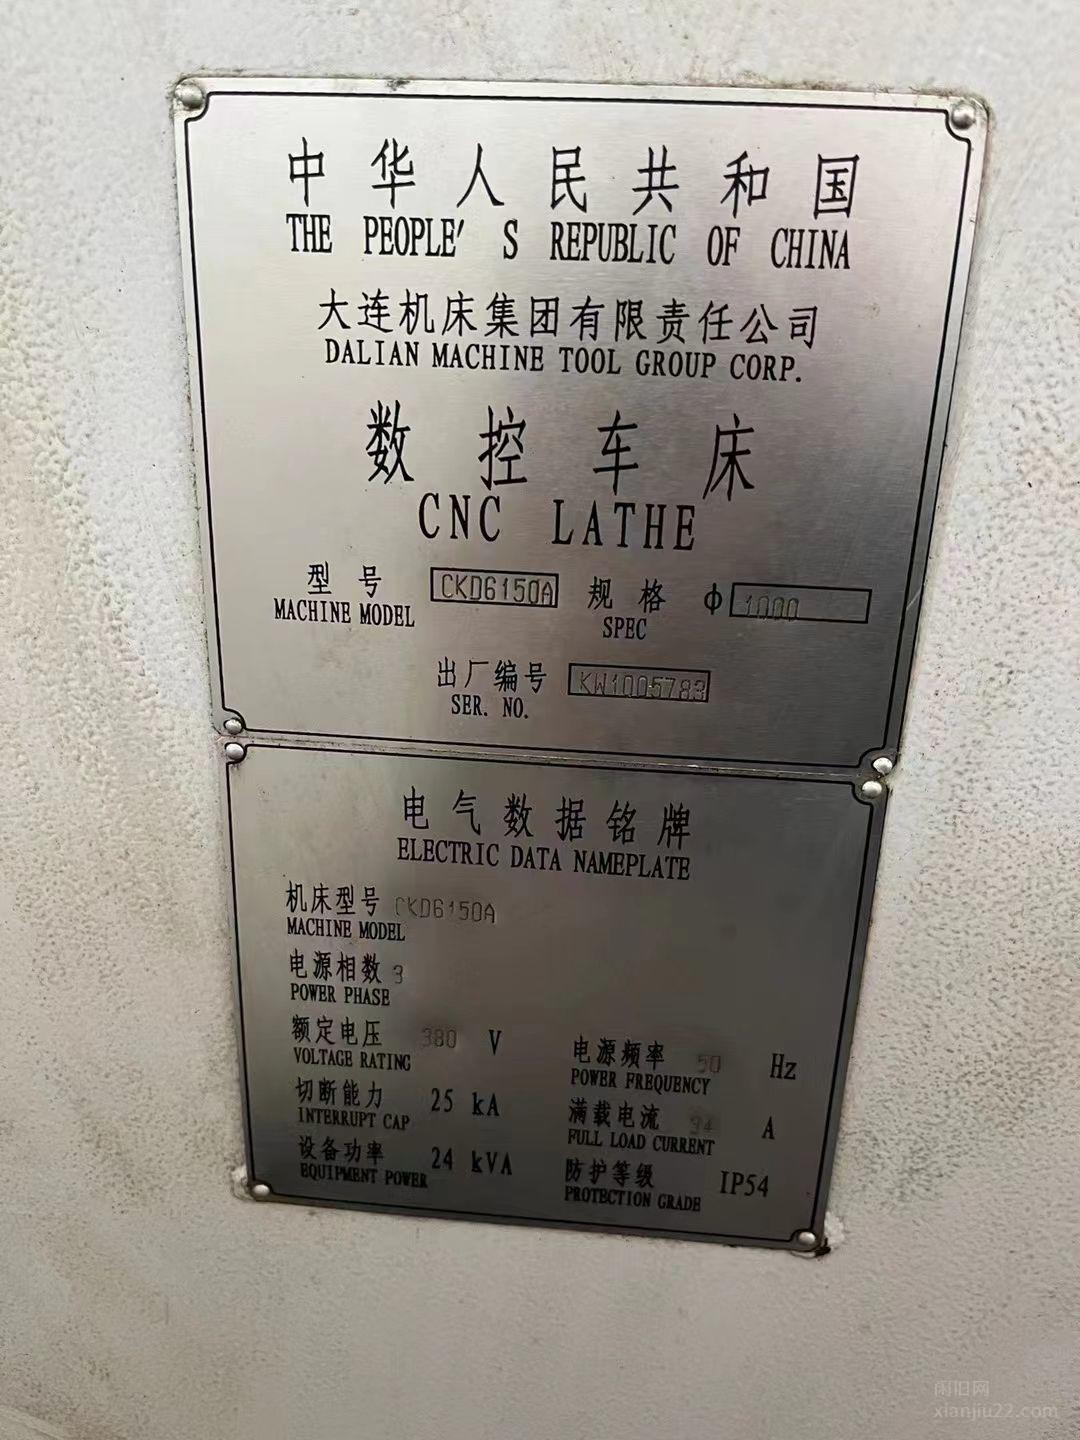 中华人民共和国
THE PEOPLE' S REPUBLIC OF CHINA
大连机床集团有限责任公司
DALIAN MACHINE TOOL GROUP CORP.
数控车床
CNC LATHE
型号 CKD6150A 规格 ф 1000
MACHINE MODEL SPEC
出厂编号 KW1005783
SER. NO.
电气数据铭牌
ELECTRIC DATA NAMEPLATE
机床型号 CKD6150A
MACHINE MODEL
电源相数 3
POWER PHASE
额定电压 380 V 电源频率 50 Hz
VOLTAGE RATING POWER FREQUENCY
切断能力 25 kA 满载电流 A
INTERRUPT CAP FULL LOAD CURRENT
设备功率 24 kVA 防护等级 IP54
EQUIPMENT POWER PROTECTION GRADE
闲旧网
xianjiu22.com